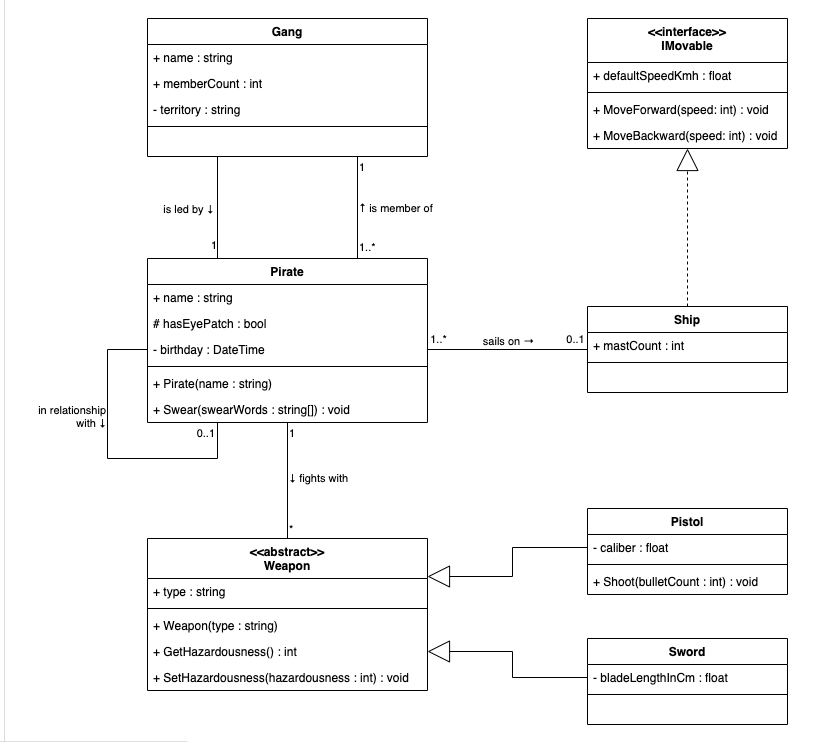 Gang
+ name : string
+ memberCount : int
- territory : string
<<interface>>
IMovable
+ defaultSpeedKmh : float
+ MoveForward(speed: int) : void
+ MoveBackward(speed: int) : void
1
is led by ↓
↑ is member of
1
1..*
Pirate
+ name : string
# hasEyePatch : bool
- birthday : DateTime
+ Pirate(name : string)
+ Swear(swearWords : string[]) : void
1..*
sails on →
0..1
Ship
+ mastCount : int
in relationship
with ↓
0..1
1
↓ fights with
*
<<abstract>>
Weapon
+ type : string
+ Weapon(type : string)
+ GetHazardousness() : int
+ SetHazardousness(hazardousness : int) : void
Pistol
- caliber : float
+ Shoot(bulletCount : int) : void
Sword
- bladeLengthInCm : float